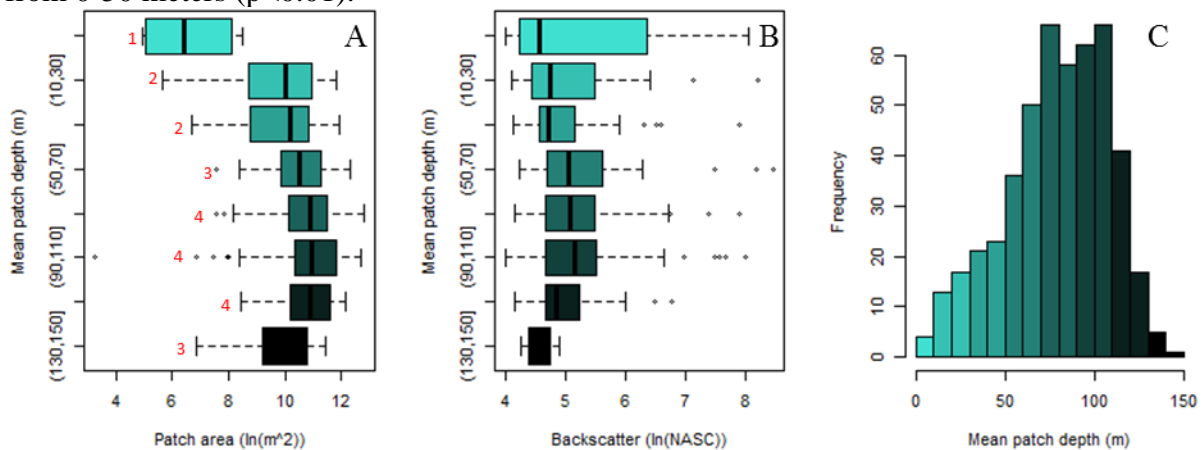 from meters (p <0.01).
A
Mean patch depth (m)
(10,30]
(50,70]
(90,110]
(130,150]
1
2
2
3
4
4
4
3
4 6 8 10 12
Patch area (ln(m^2))
B
Mean patch depth (m)
(10,30]
(50,70]
(90,110]
(130,150]
4 5 6 7 8
Backscatter (ln(NASC))
C
Frequency
60
50
40
30
20
10
0
0 50 100 150
Mean patch depth (m)